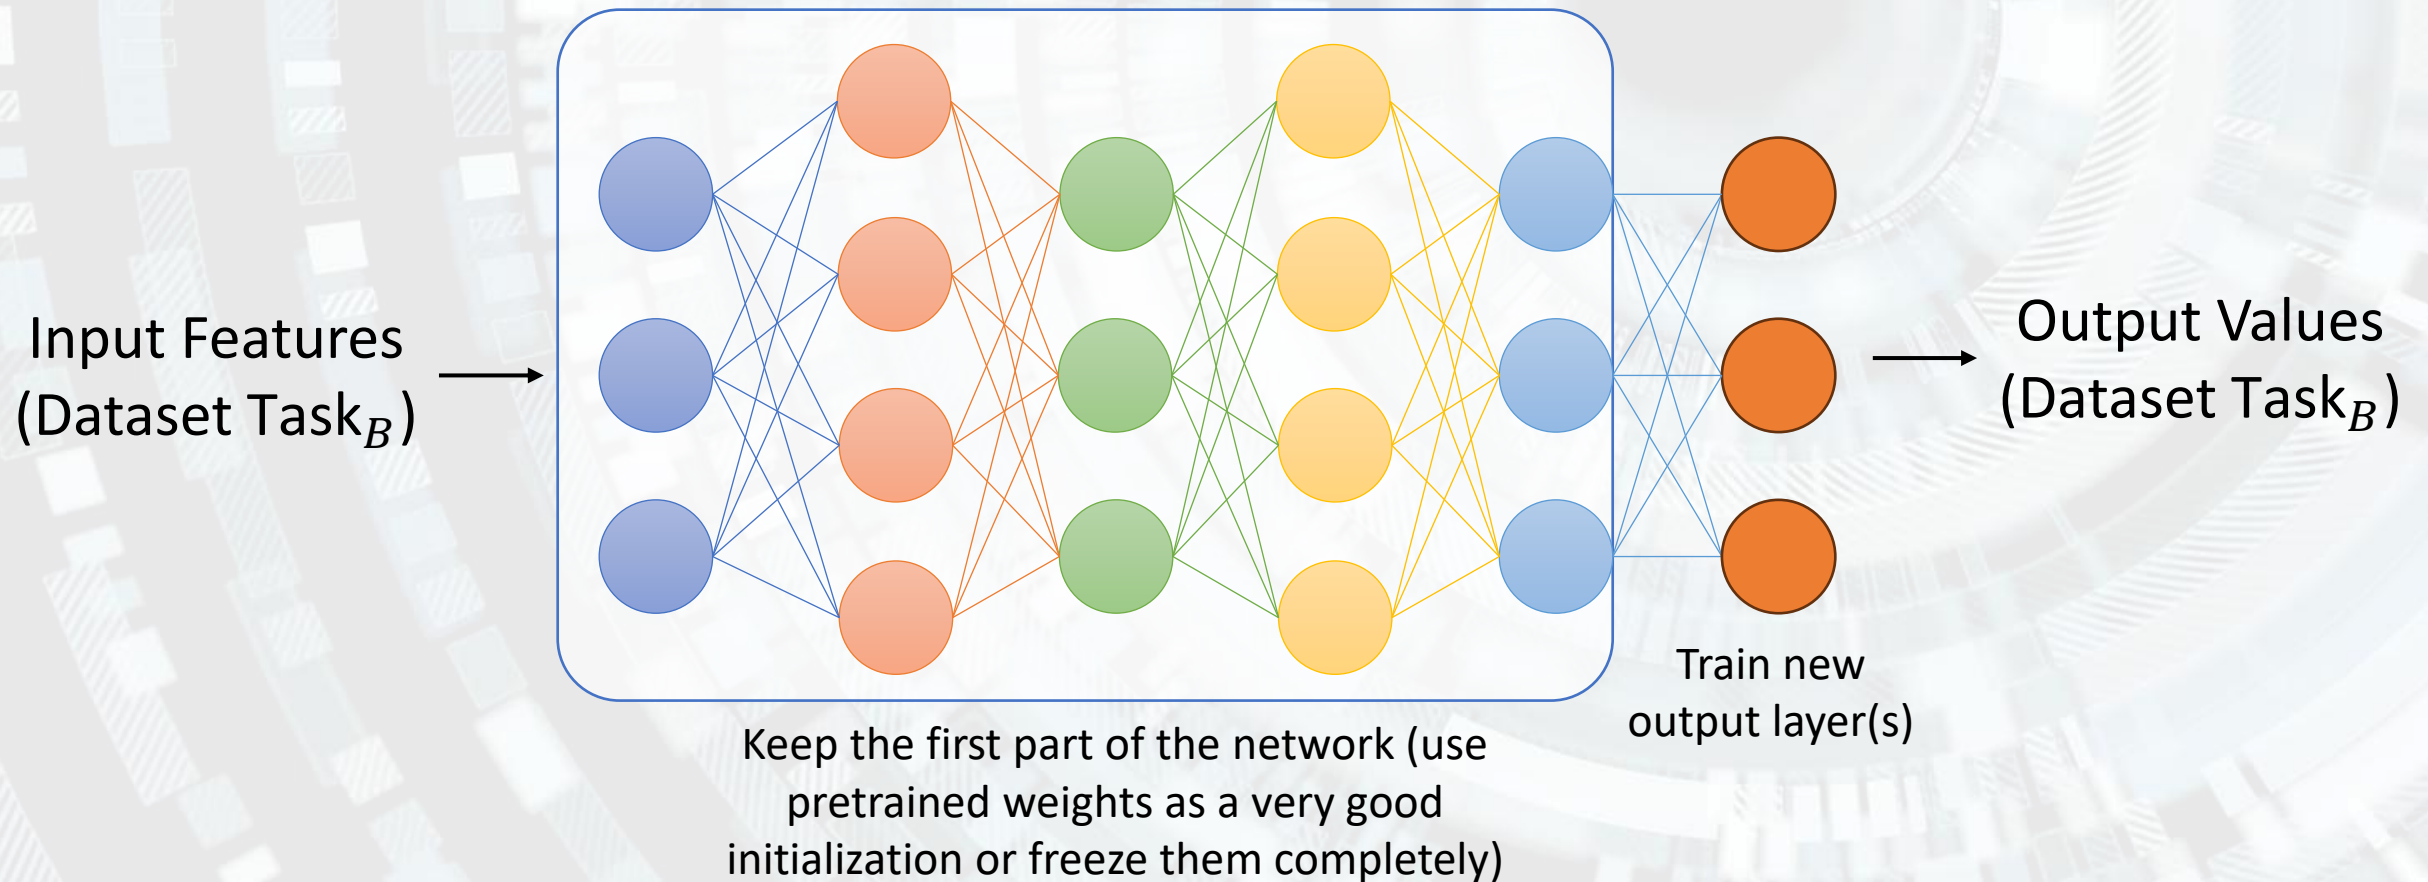 Input Features
(Dataset Task_B)
Output Values
(Dataset Task_B)
Train new
output layer(s)
Keep the first part of the network (use
pretrained weights as a very good
initialization or freeze them completely)